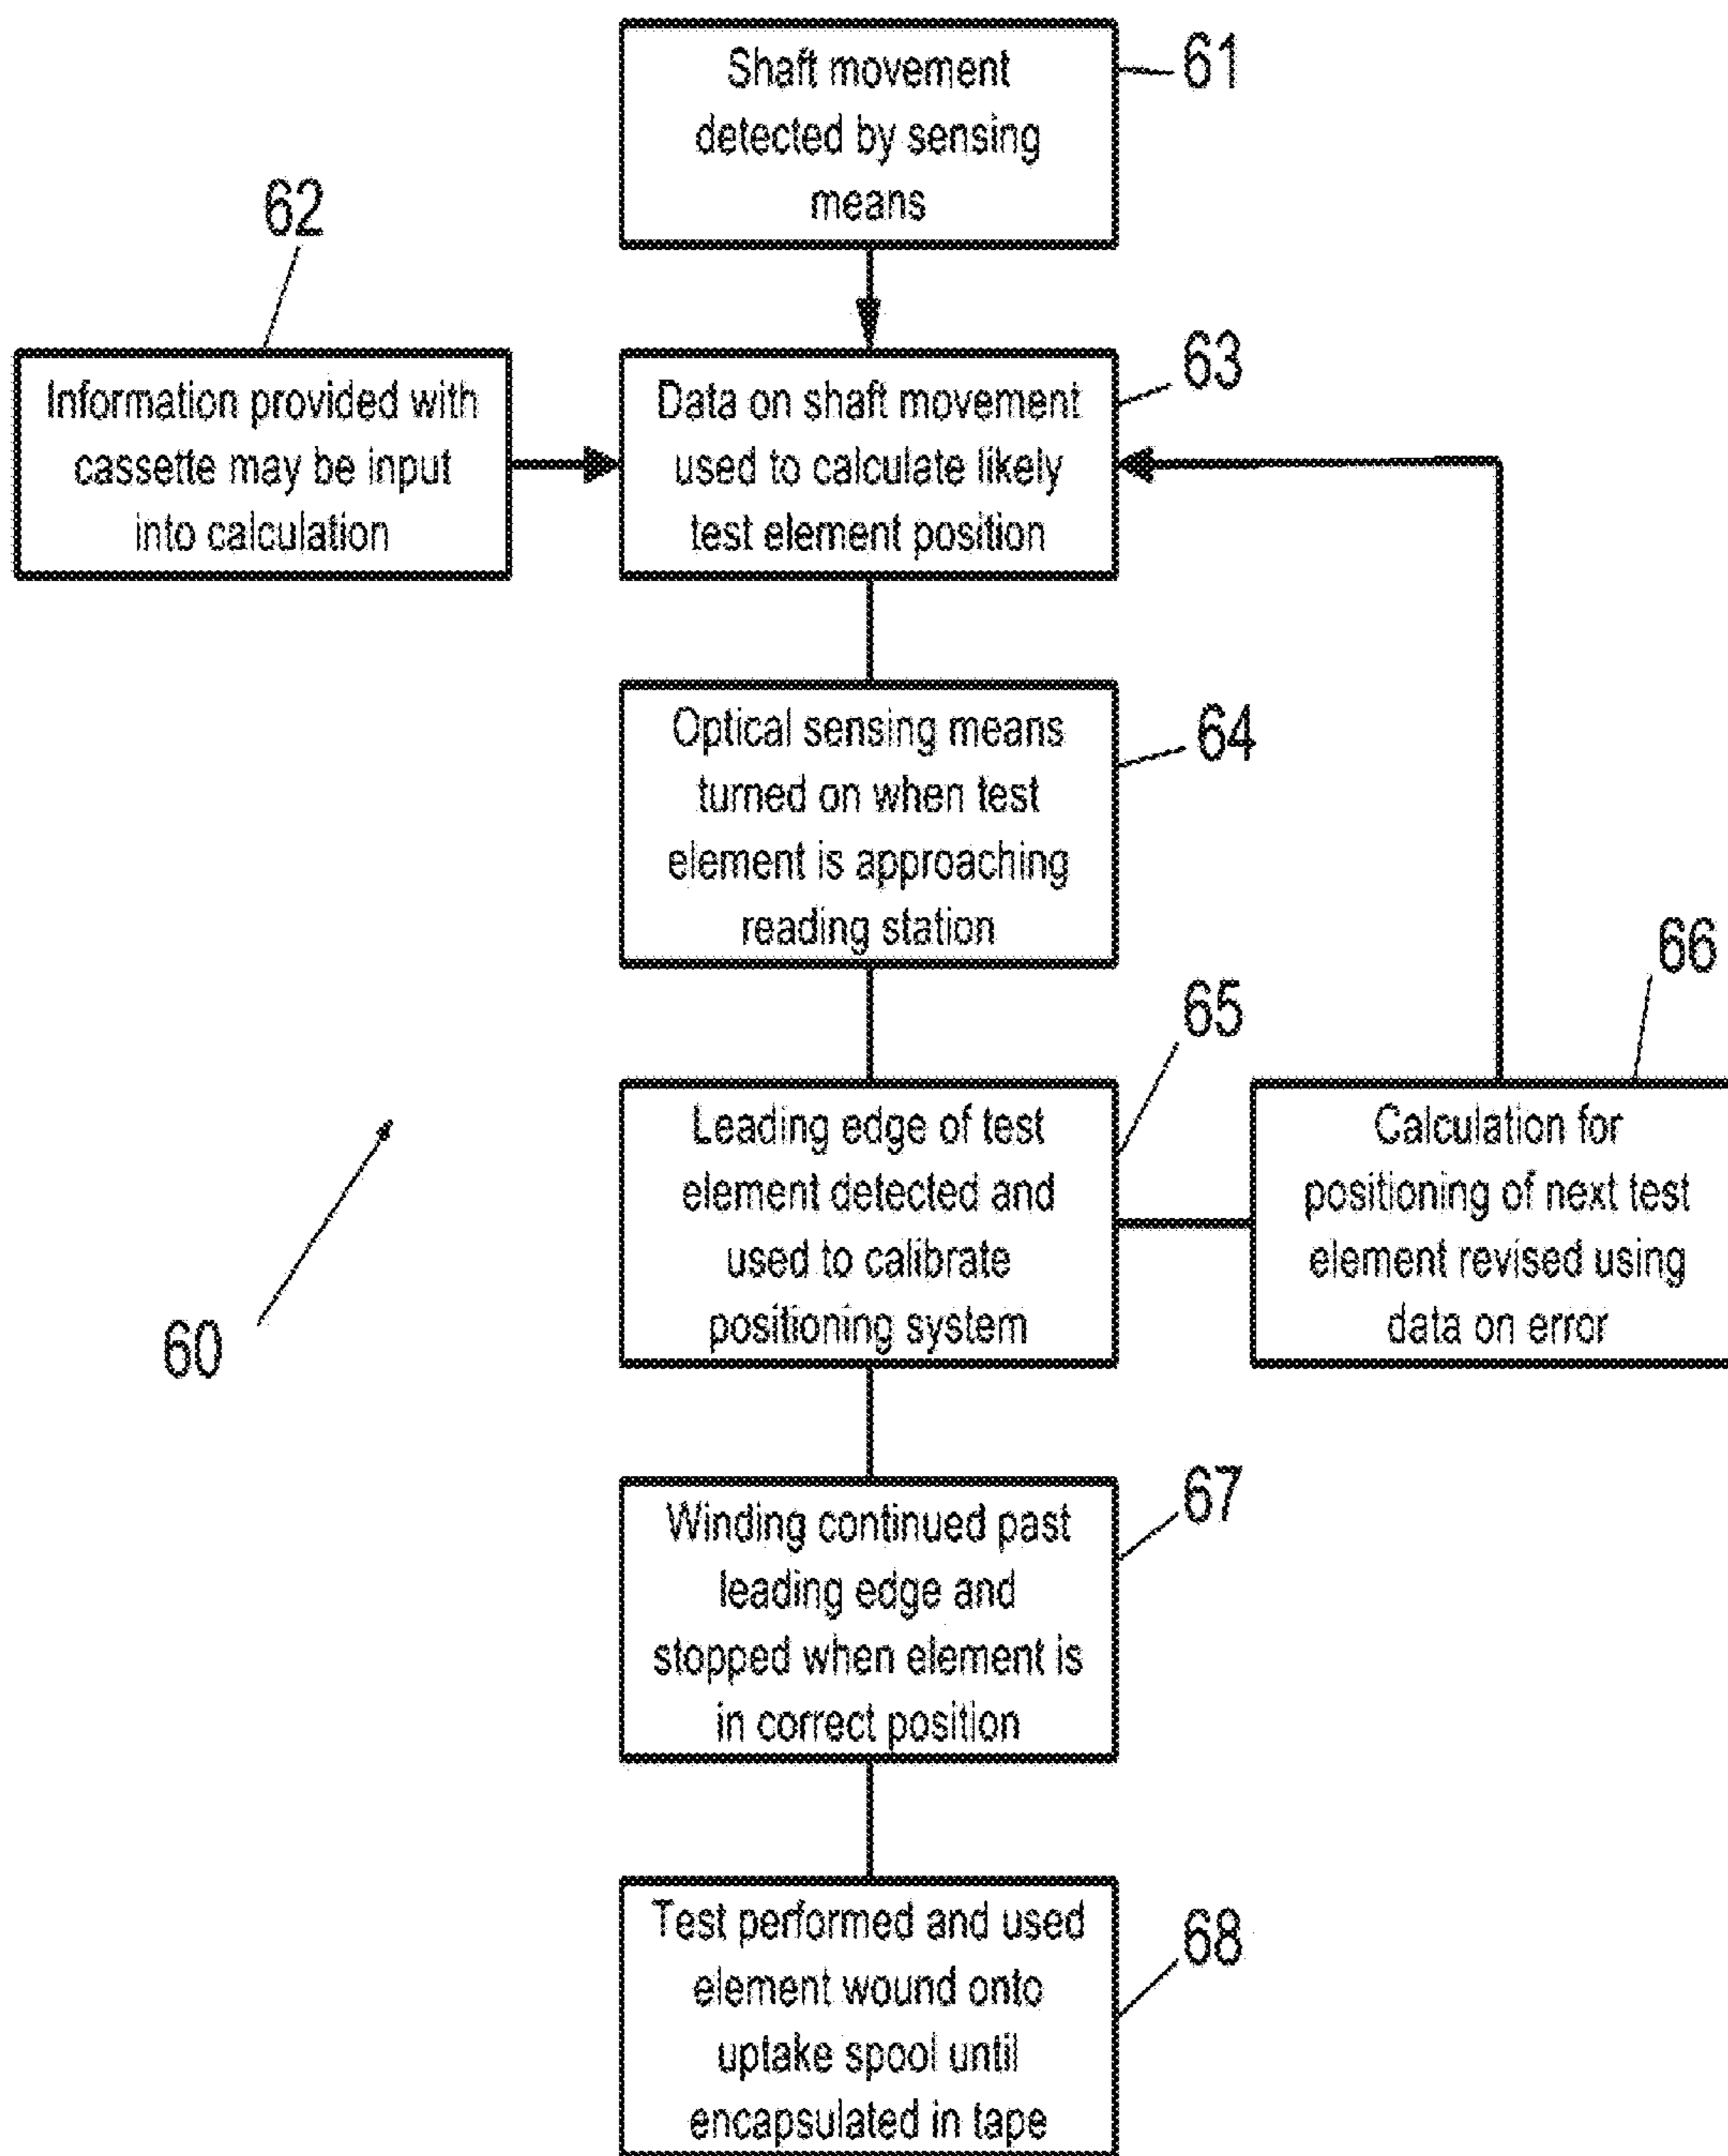 Shaft movement
detected by sensing
means
61
62
Information provided with
cassette may be input
into calculation
Data on shaft movement
used to calculate likely
test element position
63
Optical sensing means
turned on when test
element is approaching
reading station
64
Leading edge of test
element detected and
used to calibrate
positioning system
65
Calculation for
positioning of next test
element revised using
data on error
66
60
Winding continued past
leading edge and
stopped when element is
in correct position
67
Test performed and used
element wound onto
uptake spool until
encapsulated in tape
68